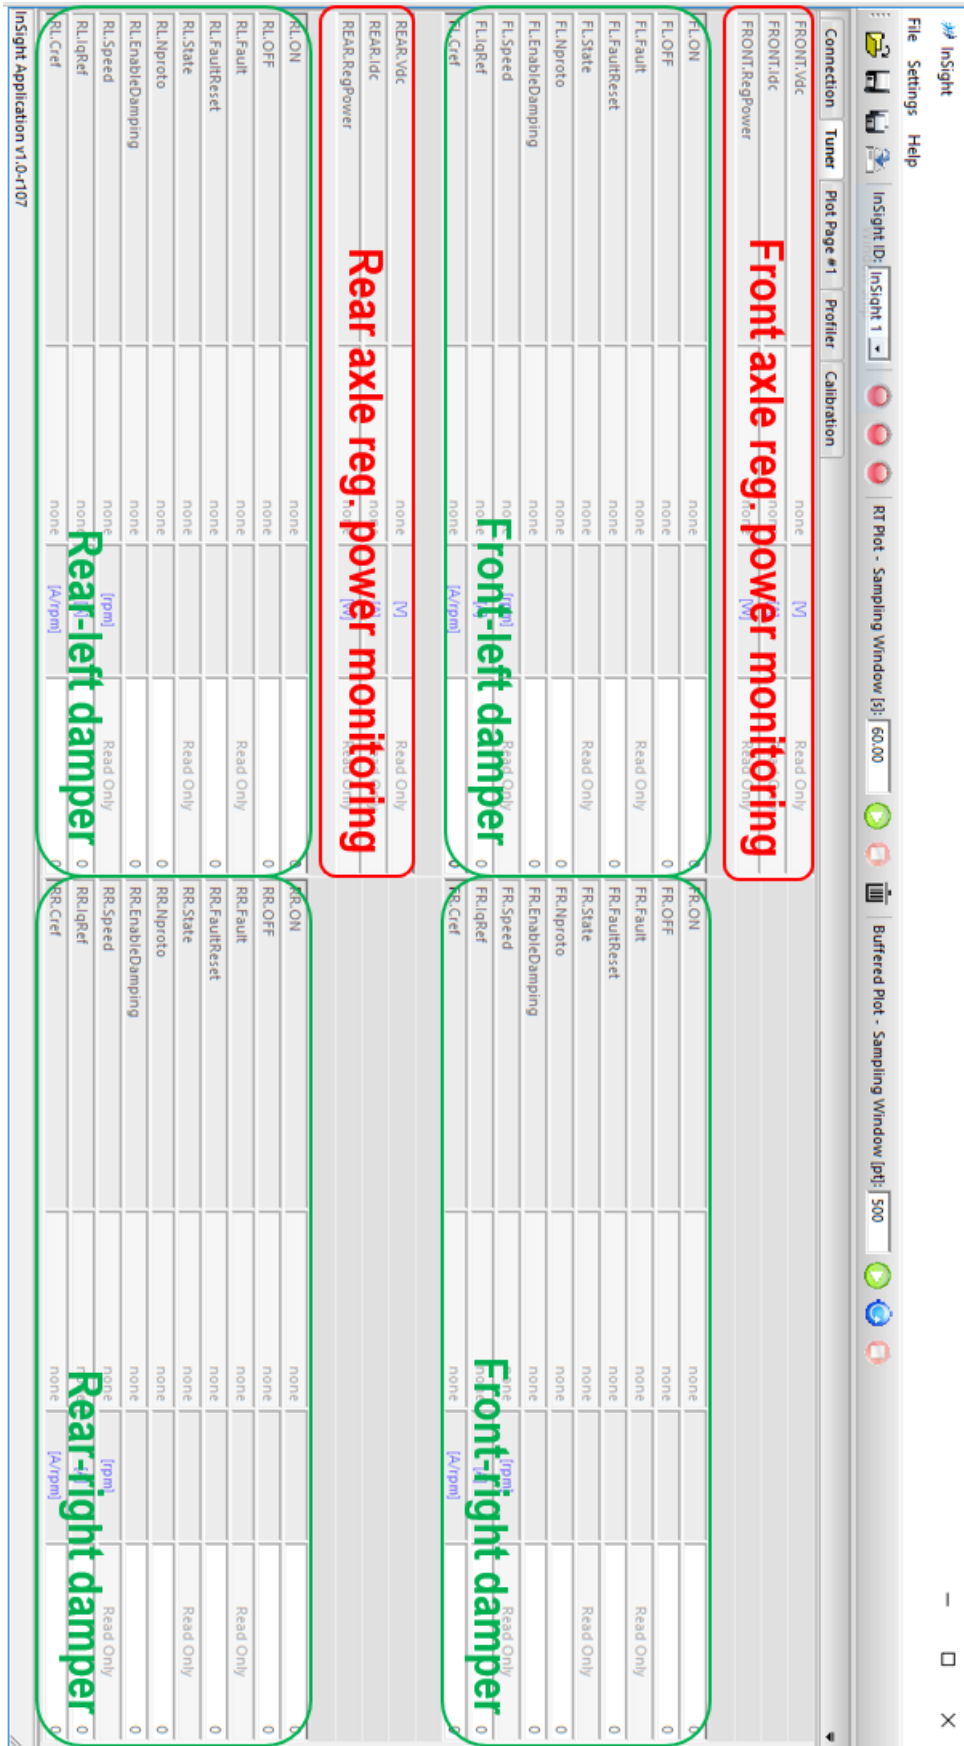 InSight
File Settings Help
InSight ID: InSight 1 RT Plot - Sampling Window [s]: 60.00 Buffered Plot - Sampling Window [pt]: 500
Connection Tuner Plot Page #1 Profiler Calibration
FRONT.Vdc none [V] Read Only
FRONT.Idc
FRONT.RegPower [W] Read Only
Front axle reg. power monitoring
FL.ON none 0 FR.ON none 0
FL.OFF none 0 FR.OFF none 0
FL.Fault none Read Only FR.Fault none Read Only
FL.FaultReset none 0 FR.FaultReset none 0
FL.State none Read Only FR.State none Read Only
FL.Nproto none 0 FR.Nproto none 0
FL.EnableDamping none 0 FR.EnableDamping none 0
FL.Speed none [rpm] Read Only FR.Speed none [rpm] Read Only
FL.IqRef 0 FR.IqRef 0
FL.Cref none [A/rpm] 0 FR.Cref none [A/rpm] 0
Front-left damper Front-right damper
REAR.Vdc none [V] Read Only
REAR.Idc none
REAR.RegPower [W] Read Only
Rear axle reg. power monitoring
RL.ON none 0 RR.ON none 0
RL.OFF none 0 RR.OFF none 0
RL.Fault none Read Only RR.Fault none Read Only
RL.FaultReset none 0 RR.FaultReset none 0
RL.State none Read Only RR.State none Read Only
RL.Nproto none 0 RR.Nproto none 0
RL.EnableDamping none 0 RR.EnableDamping none 0
RL.Speed none [rpm] Read Only RR.Speed none [rpm] Read Only
RL.IqRef 0 RR.IqRef 0
RL.Cref none [A/rpm] 0 RR.Cref none [A/rpm] 0
Rear-left damper Rear-right damper
InSight Application v1.0-r107